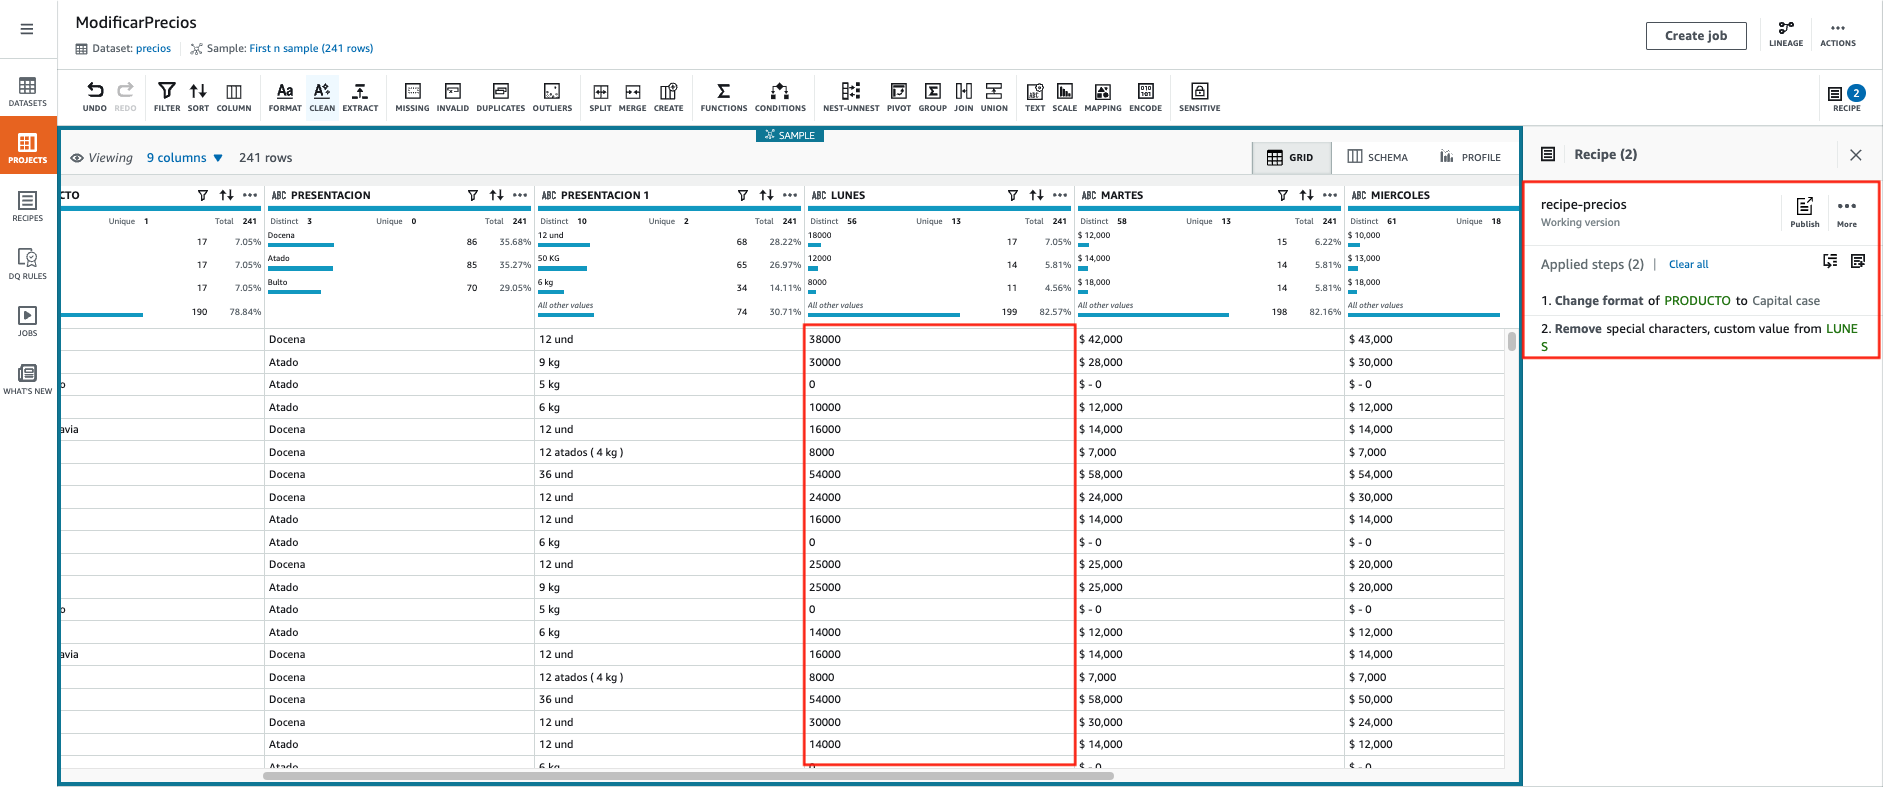 ModificarPrecios
Dataset: precios
Sample: First n sample (241 rows)
Create job
LINEAGE
ACTIONS
DATASETS
PROJECTS
RECIPES
DQ RULES
JOBS
WHAT'S NEW
UNDO REDO FILTER SORT COLUMN FORMAT CLEAN EXTRACT MISSING INVALID DUPLICATES OUTLIERS SPLIT MERGE CREATE FUNCTIONS CONDITIONS NEST-UNNEST PIVOT GROUP JOIN UNION TEXT SCALE MAPPING ENCODE SENSITIVE
2
RECIPE
SAMPLE
Viewing 9 columns 241 rows
GRID SCHEMA PROFILE
CTO ABC PRESENTACION ABC PRESENTACION 1 ABC LUNES ABC MARTES ABC MIERCOLES
Unique 1 Total 241 Distinct 3 Unique 0 Total 241 Distinct 10 Unique 2 Total 241 Distinct 56 Unique 13 Total 241 Distinct 58 Unique 13 Total 241 Distinct 61 Unique 18
17 7.05% Docena 86 35.68% 12 und 68 28.22% 18000 17 7.05% $ 12,000 15 6.22% $ 10,000
17 7.05% Atado 85 35.27% 50 KG 65 26.97% 12000 14 5.81% $ 14,000 14 5.81% $ 13,000
17 7.05% Bulto 70 29.05% 6 kg 34 14.11% 8000 11 4.56% $ 18,000 14 5.81% $ 18,000
190 78.84% All other values 74 30.71% All other values 199 82.57% All other values 198 82.16% All other values
Docena 12 und 38000 $ 42,000 $ 43,000
Atado 9 kg 30000 $ 28,000 $ 30,000
o Atado 5 kg 0 $ - 0 $ - 0
Atado 6 kg 10000 $ 12,000 $ 12,000
avia Docena 12 und 16000 $ 14,000 $ 14,000
Docena 12 atados ( 4 kg ) 8000 $ 7,000 $ 7,000
Docena 36 und 54000 $ 58,000 $ 54,000
Docena 12 und 24000 $ 24,000 $ 30,000
Atado 12 und 16000 $ 14,000 $ 14,000
Atado 6 kg 0 $ - 0 $ - 0
Docena 12 und 25000 $ 25,000 $ 20,000
Atado 9 kg 25000 $ 25,000 $ 20,000
o Atado 5 kg 0 $ - 0 $ - 0
Atado 6 kg 14000 $ 12,000 $ 12,000
avia Docena 12 und 16000 $ 14,000 $ 14,000
Docena 12 atados ( 4 kg ) 8000 $ 7,000 $ 7,000
Docena 36 und 54000 $ 58,000 $ 50,000
Docena 12 und 30000 $ 30,000 $ 24,000
Atado 12 und 14000 $ 14,000 $ 12,000
Atado 6 kg 0 $ - 0 $ - 0
Recipe (2)
recipe-precios
Working version
Publish
More
Applied steps (2) | Clear all
1. Change format of PRODUCTO to Capital case
2. Remove special characters, custom value from LUNE
S